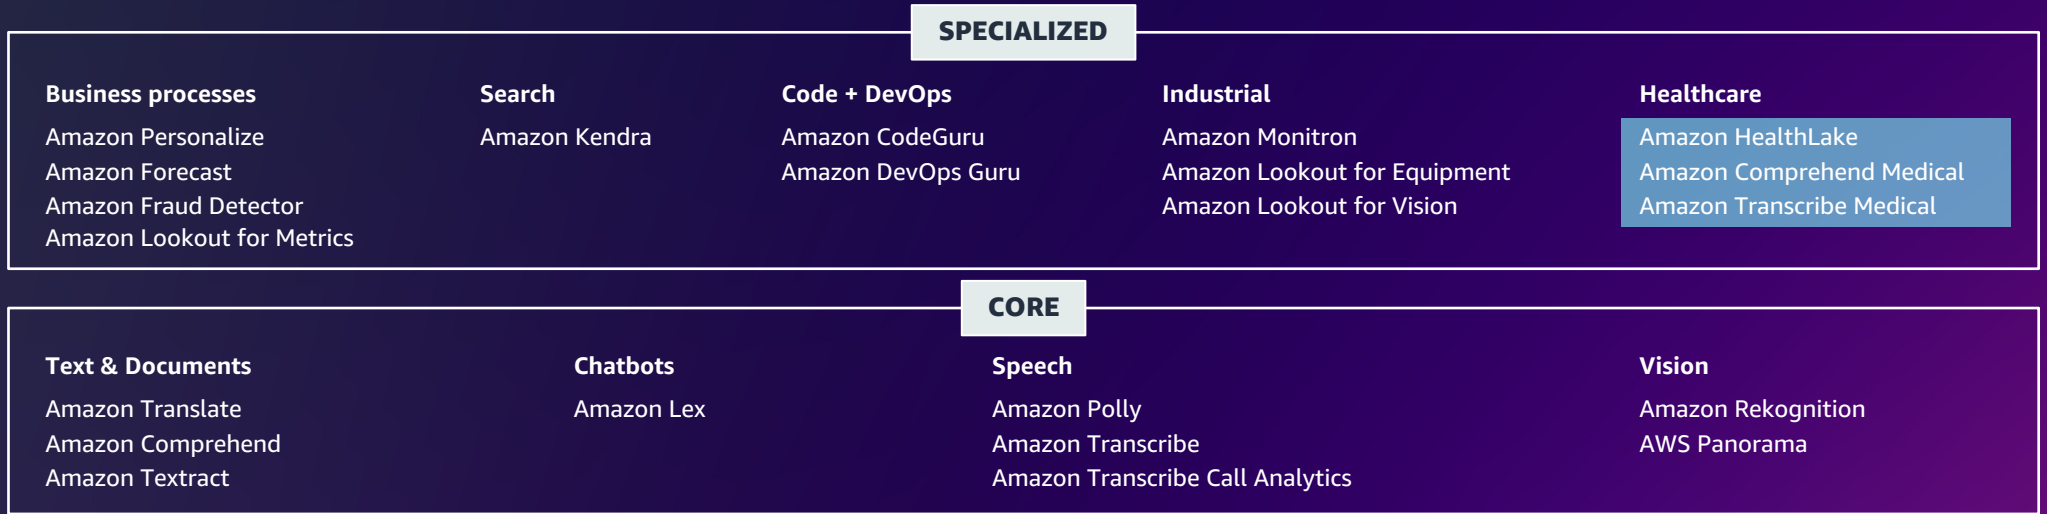 SPECIALIZED
Business processes
Amazon Personalize
Amazon Forecast
Amazon Fraud Detector
Amazon Lookout for Metrics
Search
Amazon Kendra
Code + DevOps
Amazon CodeGuru
Amazon DevOps Guru
Industrial
Amazon Monitron
Amazon Lookout for Equipment
Amazon Lookout for Vision
Healthcare
Amazon HealthLake
Amazon Comprehend Medical
Amazon Transcribe Medical
CORE
Text & Documents
Amazon Translate
Amazon Comprehend
Amazon Textract
Chatbots
Amazon Lex
Speech
Amazon Polly
Amazon Transcribe
Amazon Transcribe Call Analytics
Vision
Amazon Rekognition
AWS Panorama